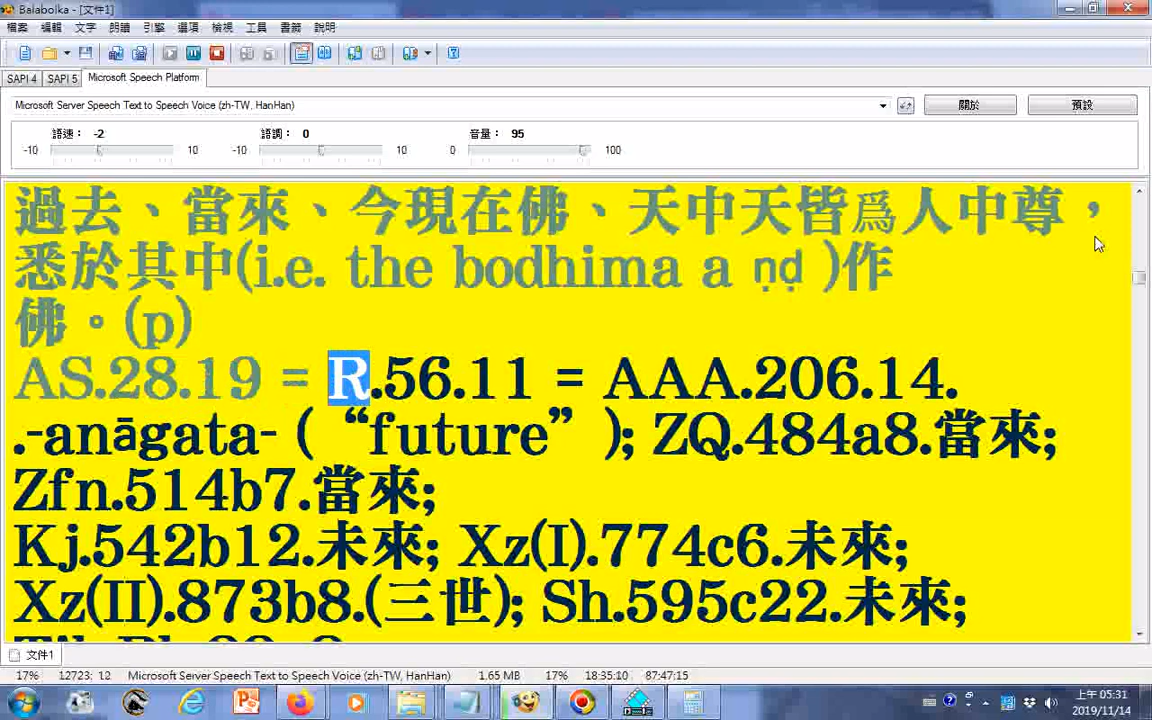 Balabolka - [文件1]
檔案 編輯 文字 朗讀 引擎 選項 檢視 工具 書籤 說明
SAPI 4 SAPI 5 Microsoft Speech Platform
Microsoft Server Speech Text to Speech Voice (zh-TW, HanHan) 關於 預設
語速： -2 語調： 0 音量： 95
-10 10 -10 10 0 100
過去、當來、今現在佛、天中天皆爲人中尊，
悉於其中(i.e. the bodhima a ṇḍ )作
佛。(p)
AS.28.19 = R.56.11 = AAA.206.14.
.-anāgata- ( “future” ); ZQ.484a8.當來;
Zfn.514b7.當來;
Kj.542b12.未來; Xz(I).774c6.未來;
Xz(II).873b8.(三世); Sh.595c22.未來;
文件1
17% 12723: 12 Microsoft Server Speech Text to Speech Voice (zh-TW, HanHan) 1.65 MB 17% 18:35:10 87:47:15
上午 05:31
2019/11/14